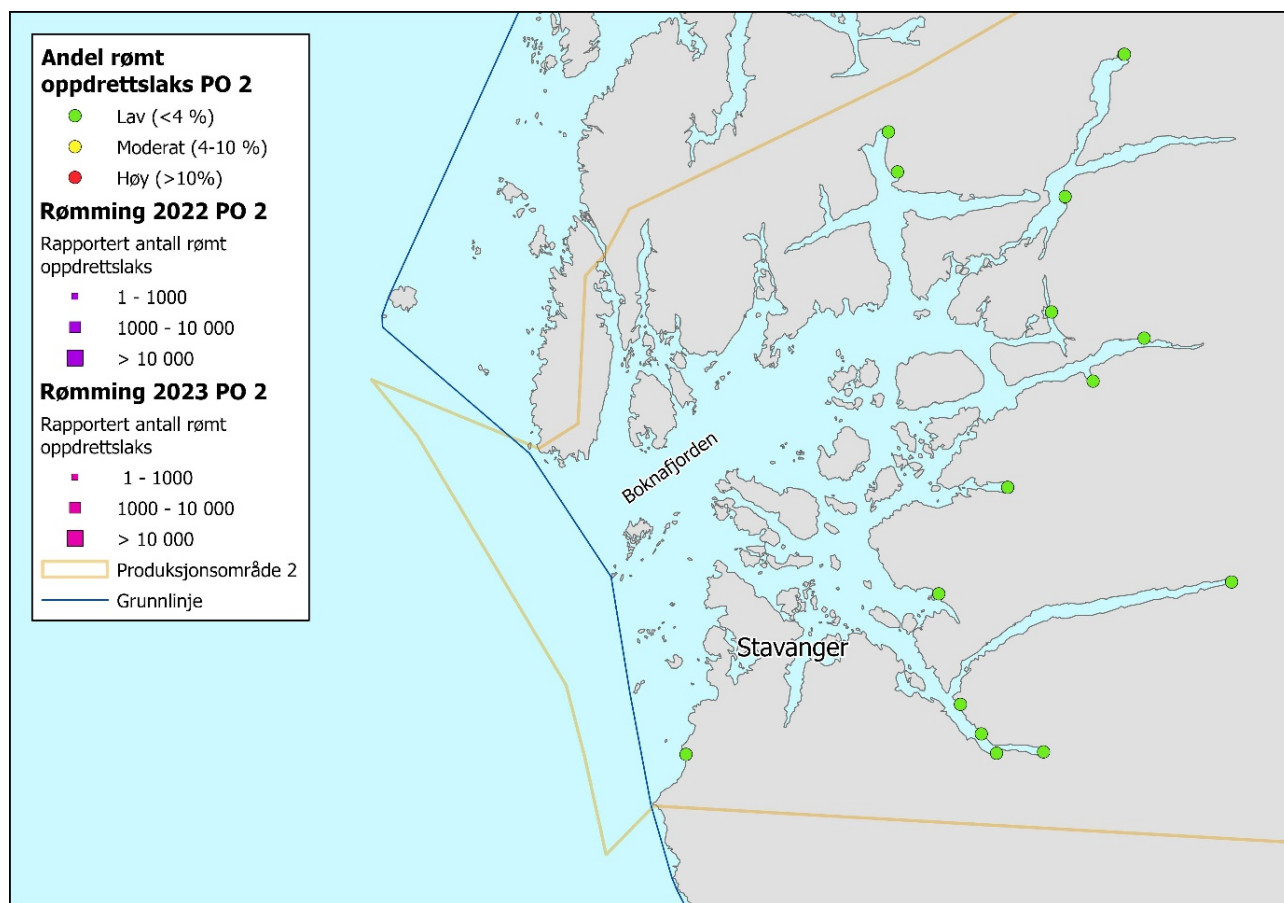 Andel rømt
oppdrettslaks PO 2
Lav (<4 %)
Moderat (4-10 %)
Høy (>10%)
Rømming 2022 PO 2
Rapportert antall rømt
oppdrettslaks
1 - 1000
1000 - 10 000
> 10 000
Rømming 2023 PO 2
Rapportert antall rømt
oppdrettslaks
1 - 1000
1000 - 10 000
> 10 000
Produksjonsområde 2
Grunnlinje
Boknafjorden
Stavanger